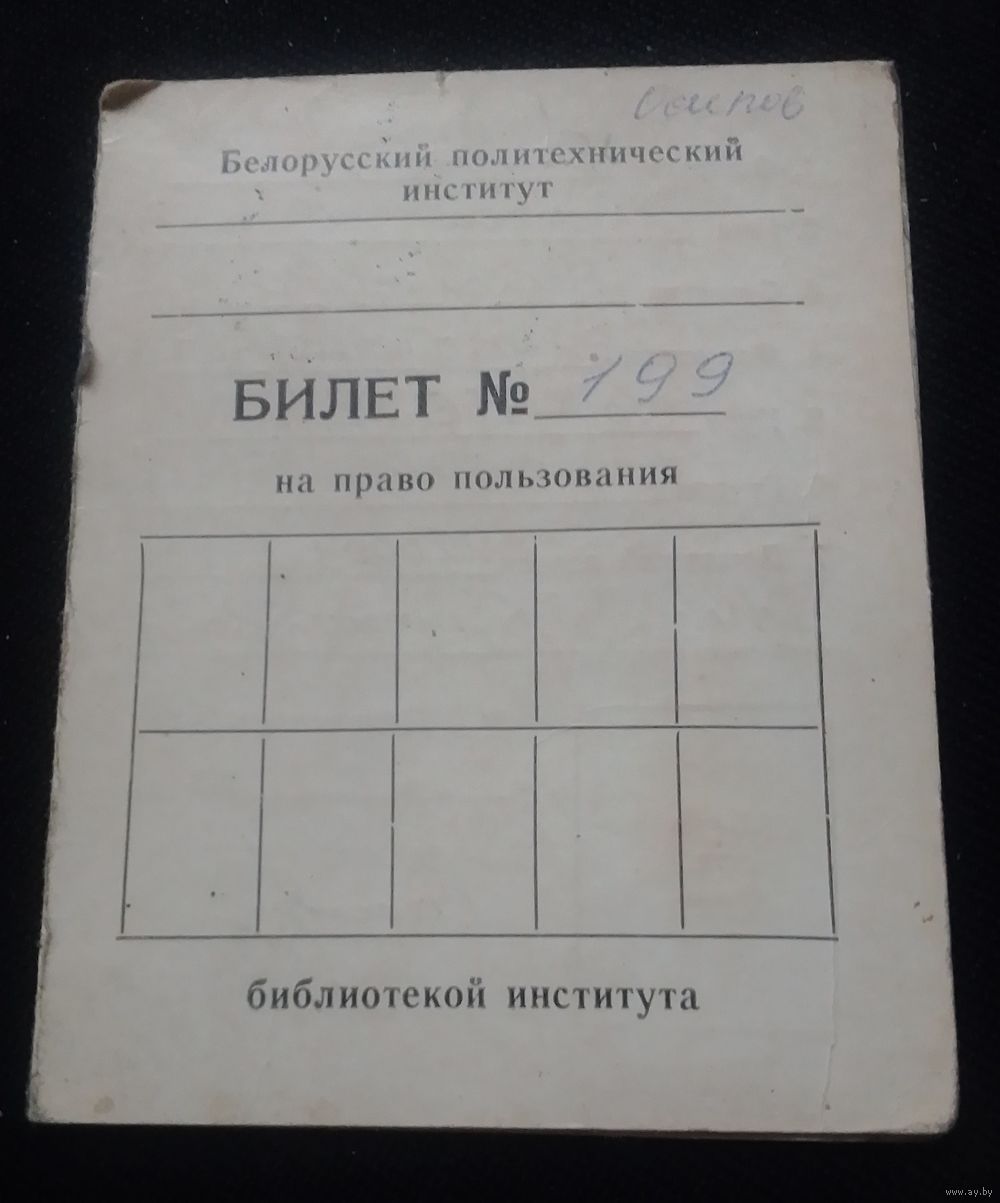 Осипов
Белорусский политехнический
институт
БИЛЕТ № 199
на право пользования
библиотекой института
www.ay.by